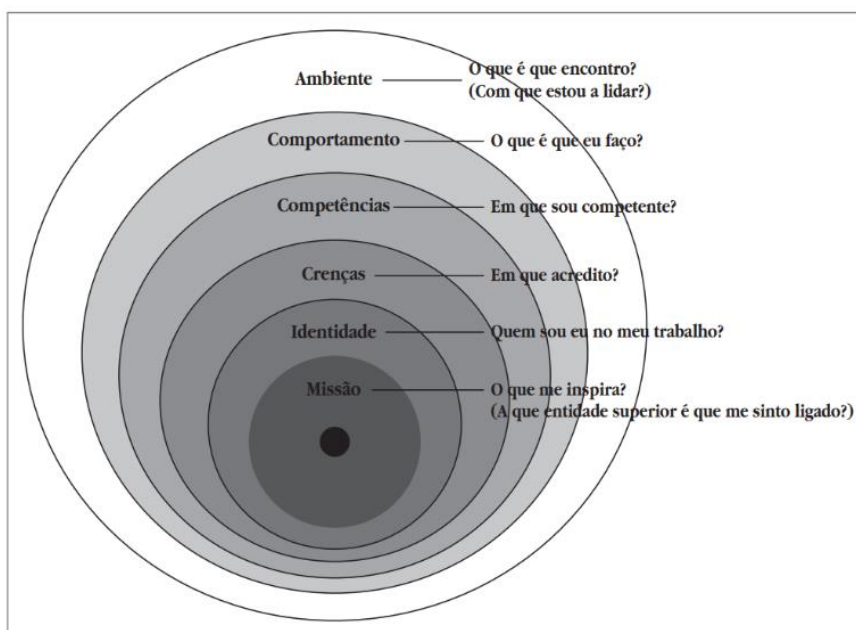 Ambiente
O que é que encontro?
(Com que estou a lidar?)
Comportamento
O que é que eu faço?
Competências
Em que sou competente?
Crenças
Em que acredito?
Identidade
Quem sou eu no meu trabalho?
Missão
O que me inspira?
(A que entidade superior é que me sinto ligado?)